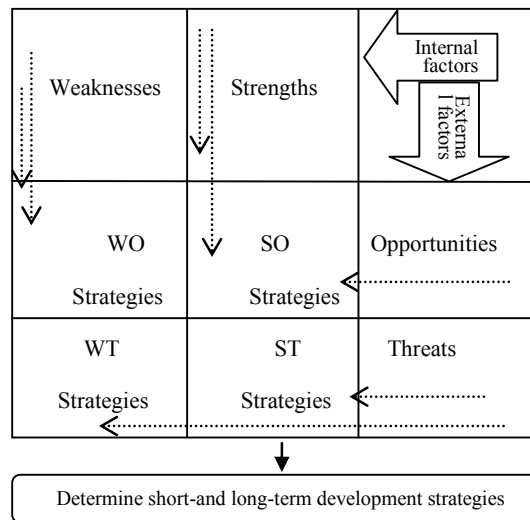 Weaknesses
Strengths
Internal
factors
Externa
l factors
WO
Strategies
SO
Strategies
Opportunities
WT
Strategies
ST
Strategies
Threats
Determine short-and long-term development strategies